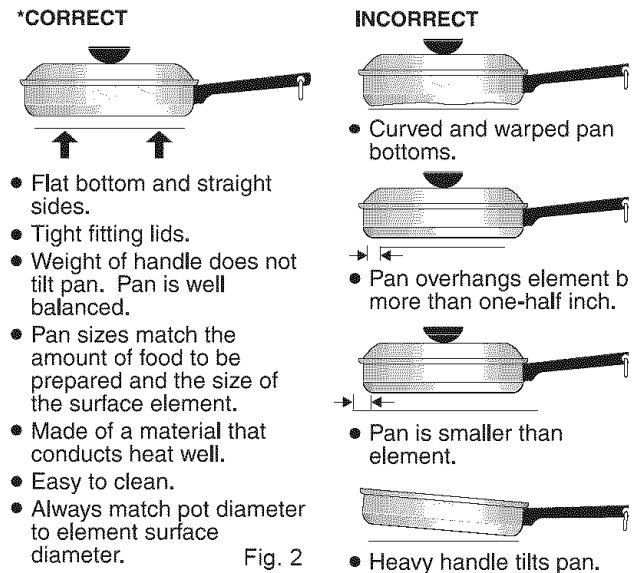 *CORRECT
● Flat bottom and straight
sides.
● Tight fitting lids.
● Weight of handle does not
tilt pan. Pan is well
balanced.
● Pan sizes match the
amount of food to be
prepared and the size of
the surface element.
● Made of a material that
conducts heat well.
● Easy to clean.
● Always match pot diameter
to element surface
diameter.
Fig. 2
INCORRECT
● Curved and warped pan
bottoms.
● Pan overhangs element b
more than one-half inch.
● Pan is smaller than
element.
● Heavy handle tilts pan.